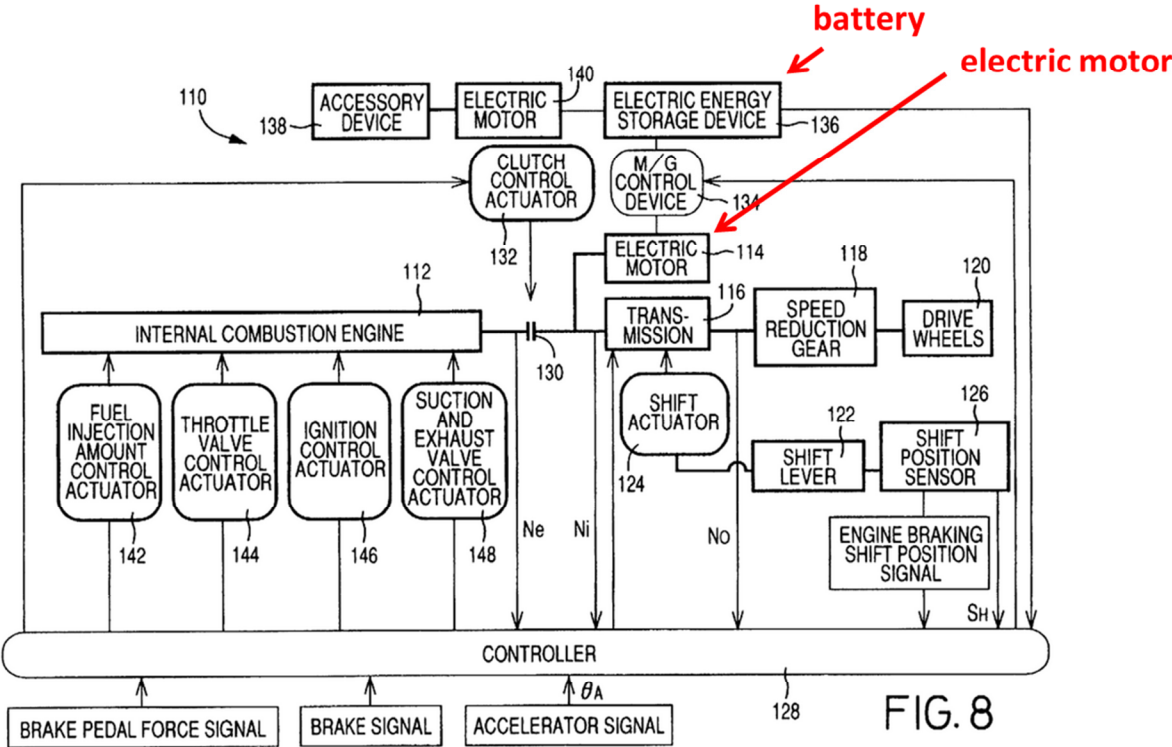 battery
electric motor
110
ACCESSORY
DEVICE
138
ELECTRIC
MOTOR
140
ELECTRIC ENERGY
STORAGE DEVICE
136
CLUTCH
CONTROL
ACTUATOR
132
M/G
CONTROL
DEVICE
134
ELECTRIC
MOTOR
114
112
INTERNAL COMBUSTION ENGINE
130
TRANS-
MISSION
116
SPEED
REDUCTION
GEAR
118
DRIVE
WHEELS
120
FUEL
INJECTION
AMOUNT
CONTROL
ACTUATOR
142
THROTTLE
VALVE
CONTROL
ACTUATOR
144
IGNITION
CONTROL
ACTUATOR
146
SUCTION
AND
EXHAUST
VALVE
CONTROL
ACTUATOR
148
SHIFT
ACTUATOR
124
SHIFT
LEVER
122
SHIFT
POSITION
SENSOR
126
Ne
Ni
No
ENGINE BRAKING
SHIFT POSITION
SIGNAL
SH
CONTROLLER
128
BRAKE PEDAL FORCE SIGNAL
BRAKE SIGNAL
θA
ACCELERATOR SIGNAL
FIG. 8